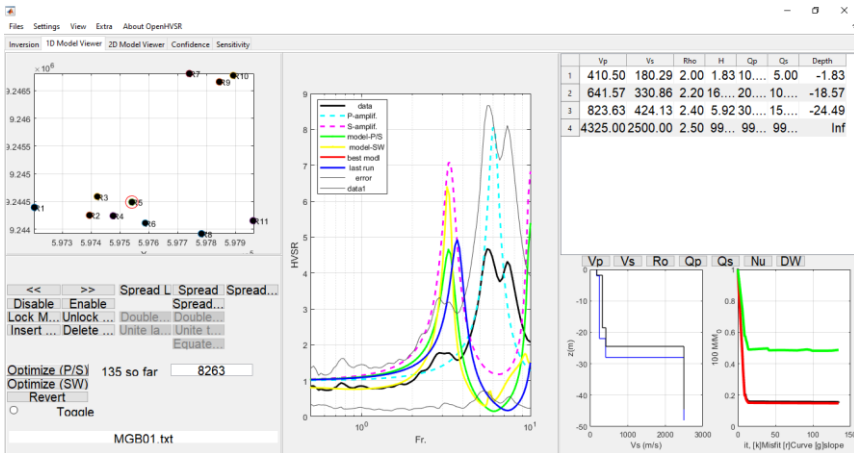 Files Settings View Extra About OpenHVSR
Inversion 1D Model Viewer 2D Model Viewer Confidence Sensitivity
× 10⁶
9.2465
9.246
9.2455
9.245
9.2445
9.244
R7 R10
R9
R3
R5
R1
R2 R4
R6
R11
R8
5.973 5.974 5.975 5.976 5.977 5.978 5.979
<< >> Spread L Spread Spread...
Disable Enable Spread...
Lock M... Unlock ... Double... Double...
Insert ... Delete ... Unite la... Unite t...
Equate...
Optimize (P/S) 135 so far 8263
Optimize (SW)
Revert
Toggle
MGB01.txt
HVSR
9
8
7
6
5
4
3
2
1
0
data
P-amplif.
S-amplif.
model-P/S
model-SW
best modl
last run
error
data1
10⁰ 10¹
Fr.
Vp Vs Rho H Qp Qs Depth
1 410.50 180.29 2.00 1.83 10.... 5.00 -1.83
2 641.57 330.86 2.20 16.... 20.... 10.... -18.57
3 823.63 424.13 2.40 5.92 30.... 15.... -24.49
4 4325.00 2500.00 2.50 99... 99... 99... Inf
Vp Vs Ro Qp Qs Nu DW
z(m)
0
-10
-20
-30
-40
-50
0 1000 2000 3000
Vs (m/s)
1
0.8
0.6
0.4
0.2
0
0 50 100 150
it, [k]Misfit [r]Curve [g]slope